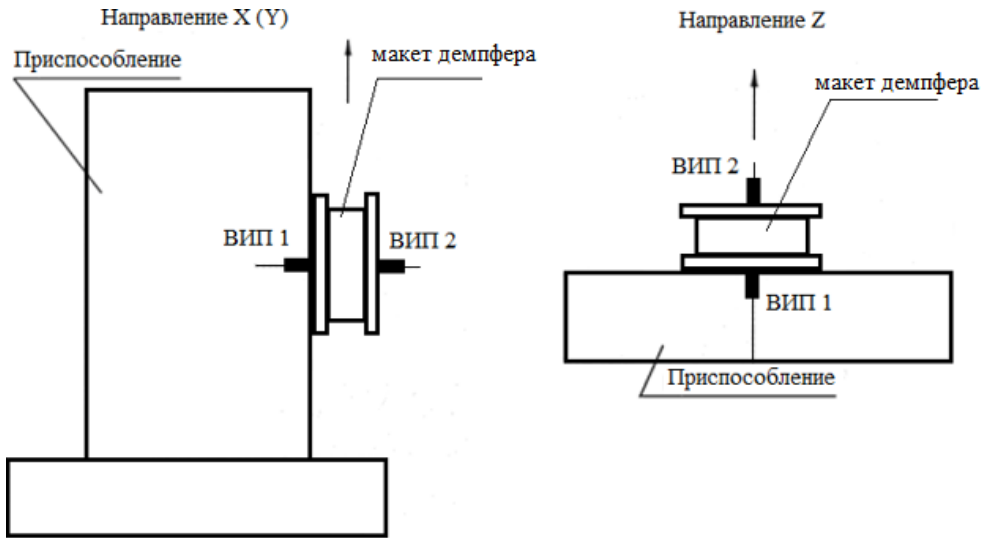 Направление X (Y)
Приспособление
макет демпфера
ВИП 1
ВИП 2
Направление Z
макет демпфера
ВИП 2
ВИП 1
Приспособление